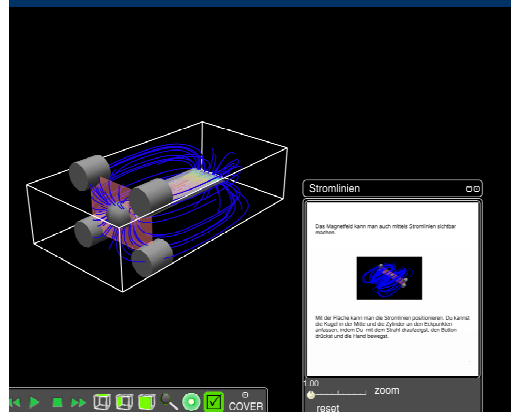 Stromlinien
Das Magnetfeld kann man auch mittels Stromlinien sichtbar
machen.
Mit der Fläche kann man die Stromlinien positionieren. Du kannst
die Kugel in der Mitte und die Zylinder an den Eckpunkten
anfassen, indem Du mit dem Strahl draufzeigst, den Button
drückst und die Hand bewegst.
1.00
zoom
reset
COVER